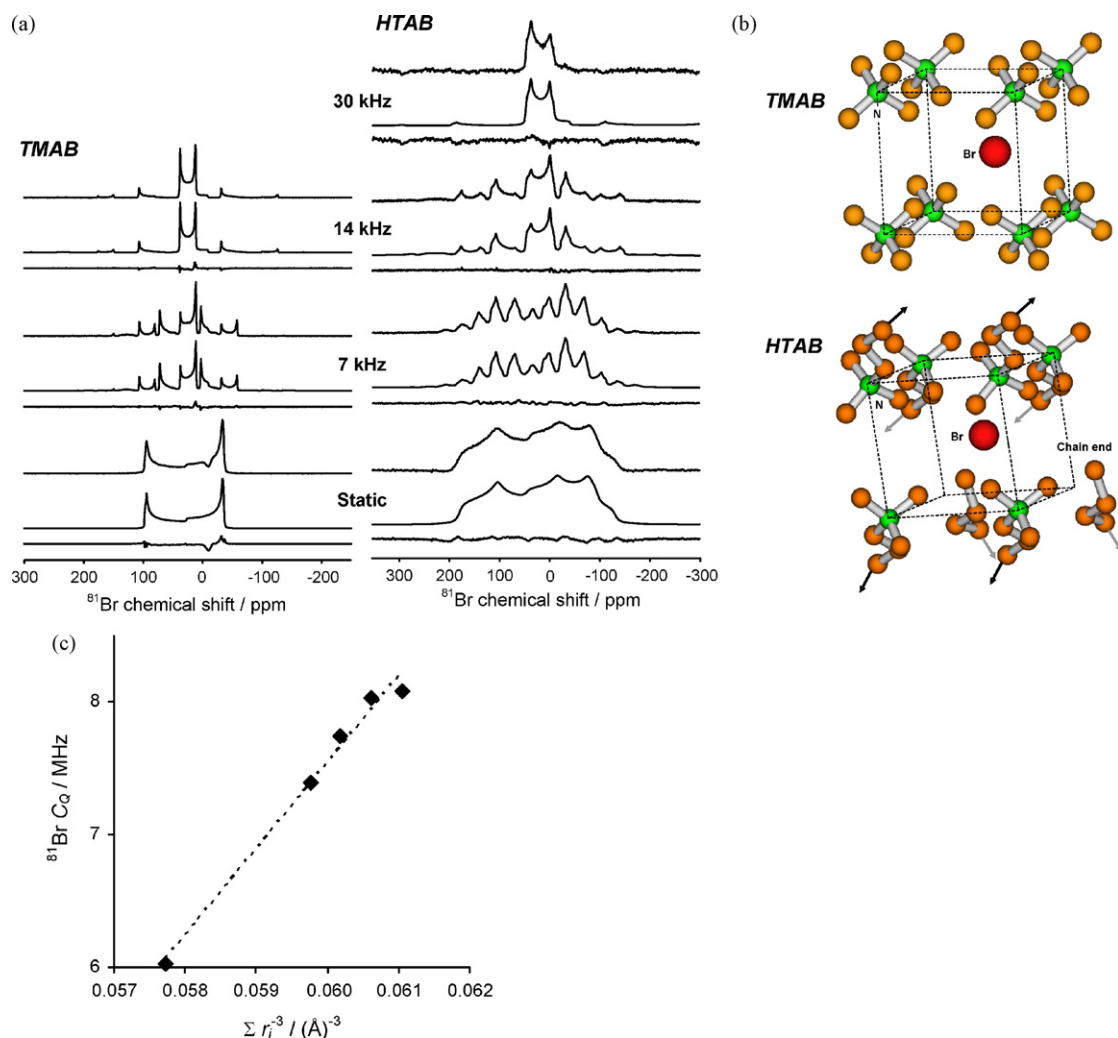 (a)
TMAB
HTAB
30 kHz
14 kHz
7 kHz
Static
300 200 100 0 -100 -200
⁸¹Br chemical shift / ppm
300 200 100 0 -100 -200 -300
⁸¹Br chemical shift / ppm
(b)
TMAB
N
Br
HTAB
N
Br
Chain end
(c)
8
7
6
⁸¹Br C_Q / MHz
0.057 0.058 0.059 0.060 0.061 0.062
Σ rᵢ⁻³ / (Å)⁻³